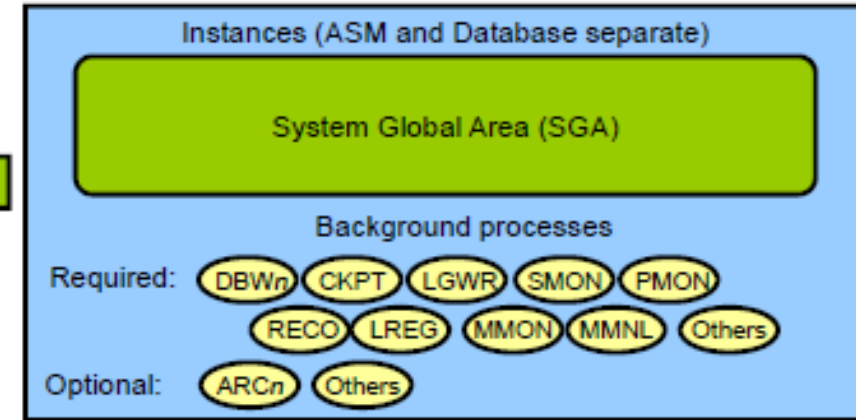 Instances (ASM and Database separate)
System Global Area (SGA)
Background processes
Required: DBWn CKPT LGWR SMON PMON
RECO LREG MMON MMNL Others
Optional: ARCn Others